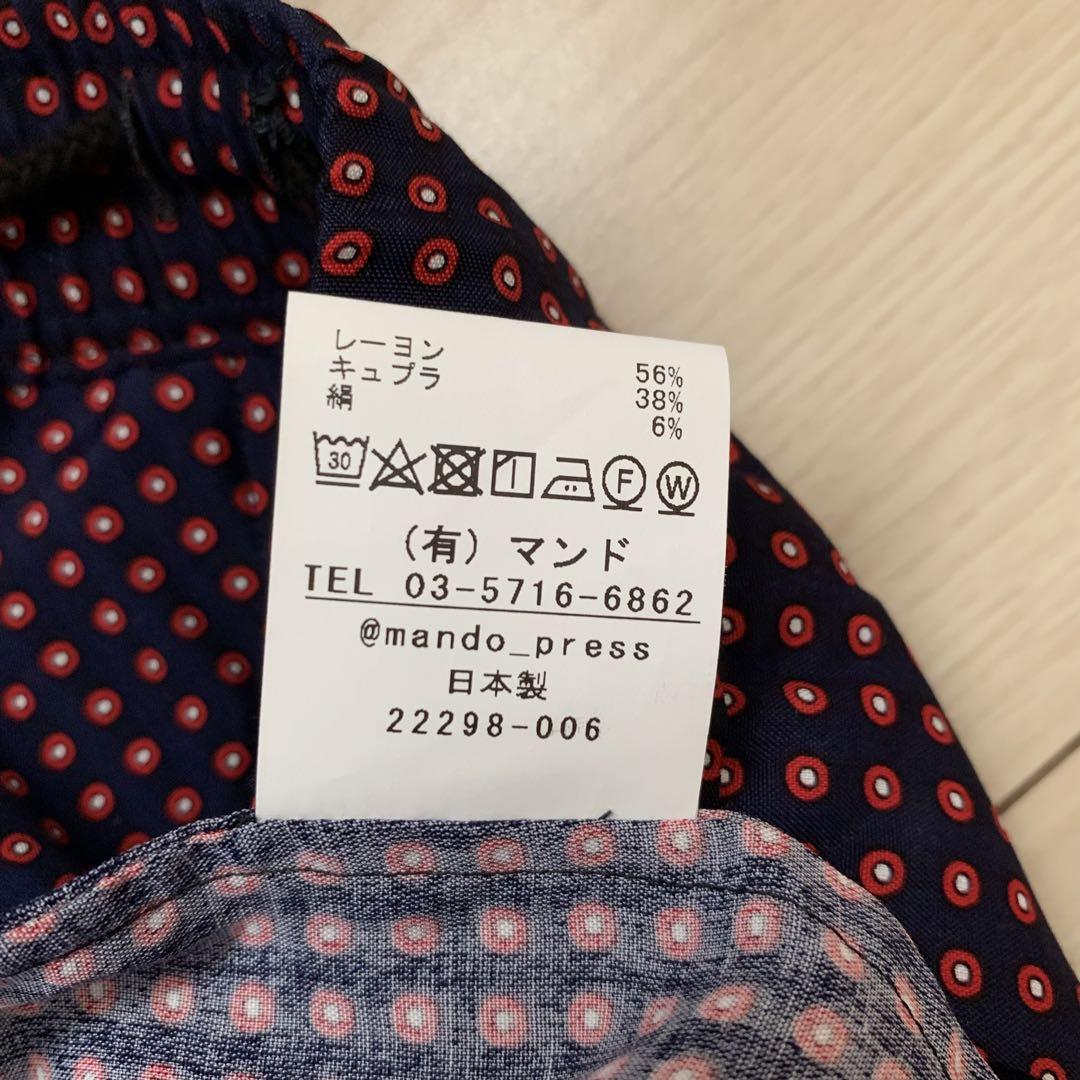 レーヨン 56%
キュプラ 38%
絹 6%
30 F W
(有)マンド
TEL 03-5716-6862
@mando_press
日本製
22298-006